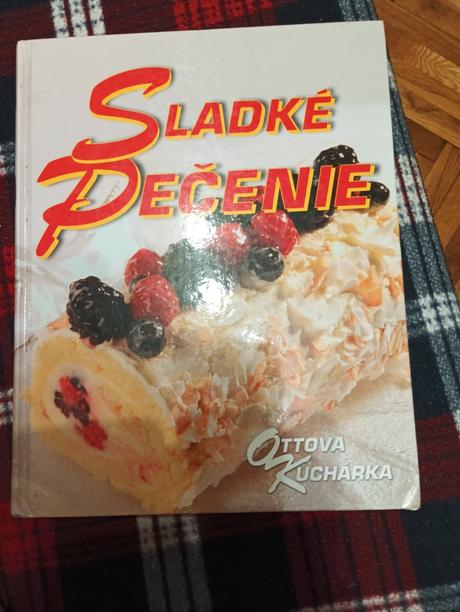 SLADKÉ
PEČENIE
OTTOVA
KUCHÁRKA